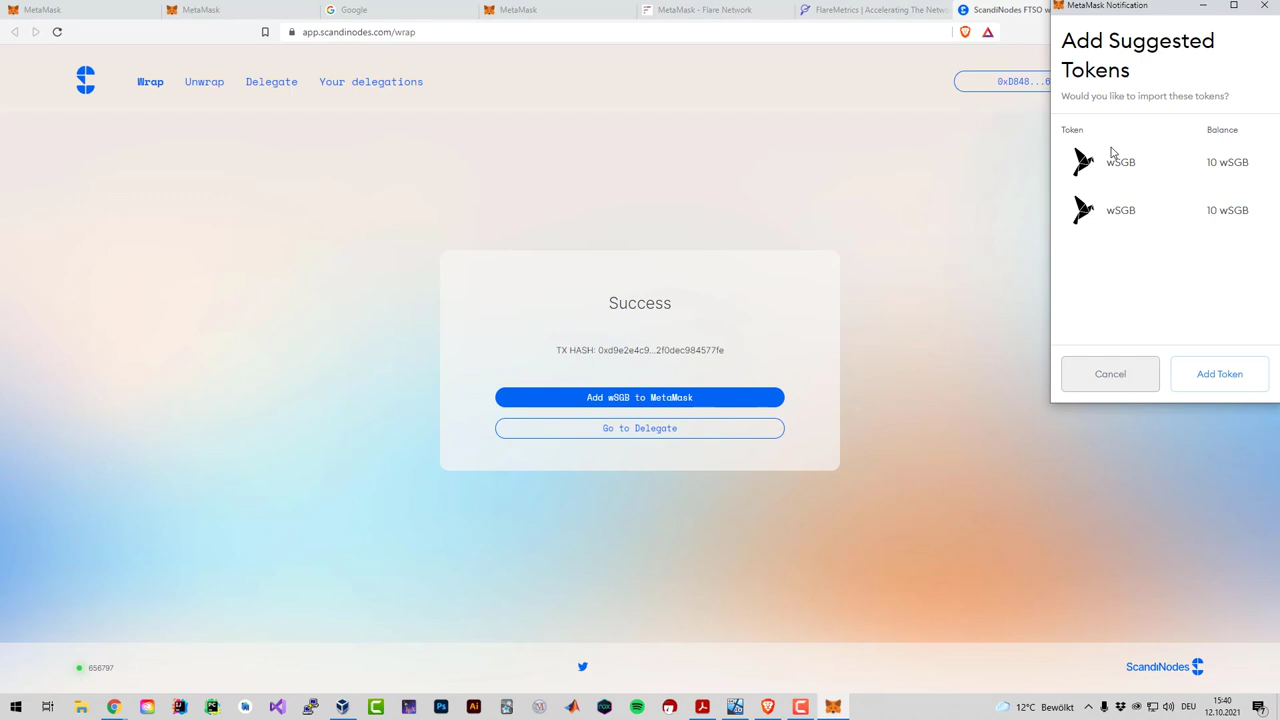 MetaMask
MetaMask
Google
MetaMask
MetaMask - Flare Network
FlareMetrics | Accelerating The Netw
ScandiNodes FTSO w
MetaMask Notification
app.scandinodes.com/wrap
Wrap
Unwrap
Delegate
Your delegations
0xD848...6
Add Suggested
Tokens
Would you like to import these tokens?
Token
Balance
wSGB
10 wSGB
wSGB
10 wSGB
Cancel
Add Token
Success
TX HASH: 0xd9e2e4c9...2f0dec984577fe
Add wSGB to MetaMask
Go to Delegate
656797
ScandiNodes
12°C Bewölkt
DEU
15:40
12.10.2021